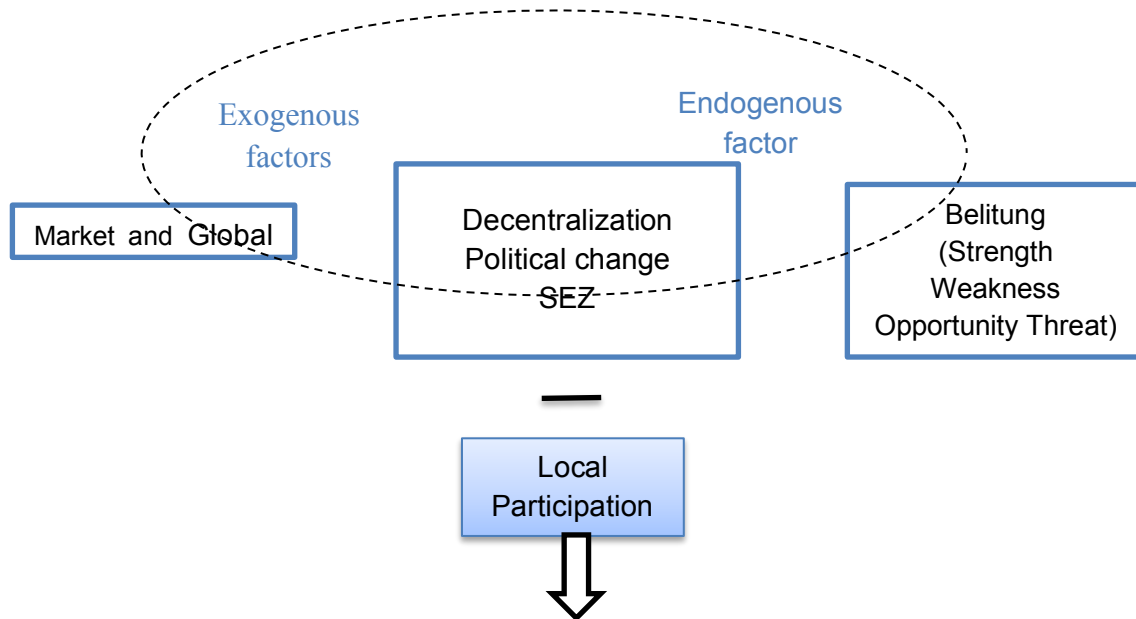 Exogenous
factors
Endogenous
factor
Market and Global
Decentralization
Political change
SEZ
Belitung
(Strength
Weakness
Opportunity Threat)
Local
Participation